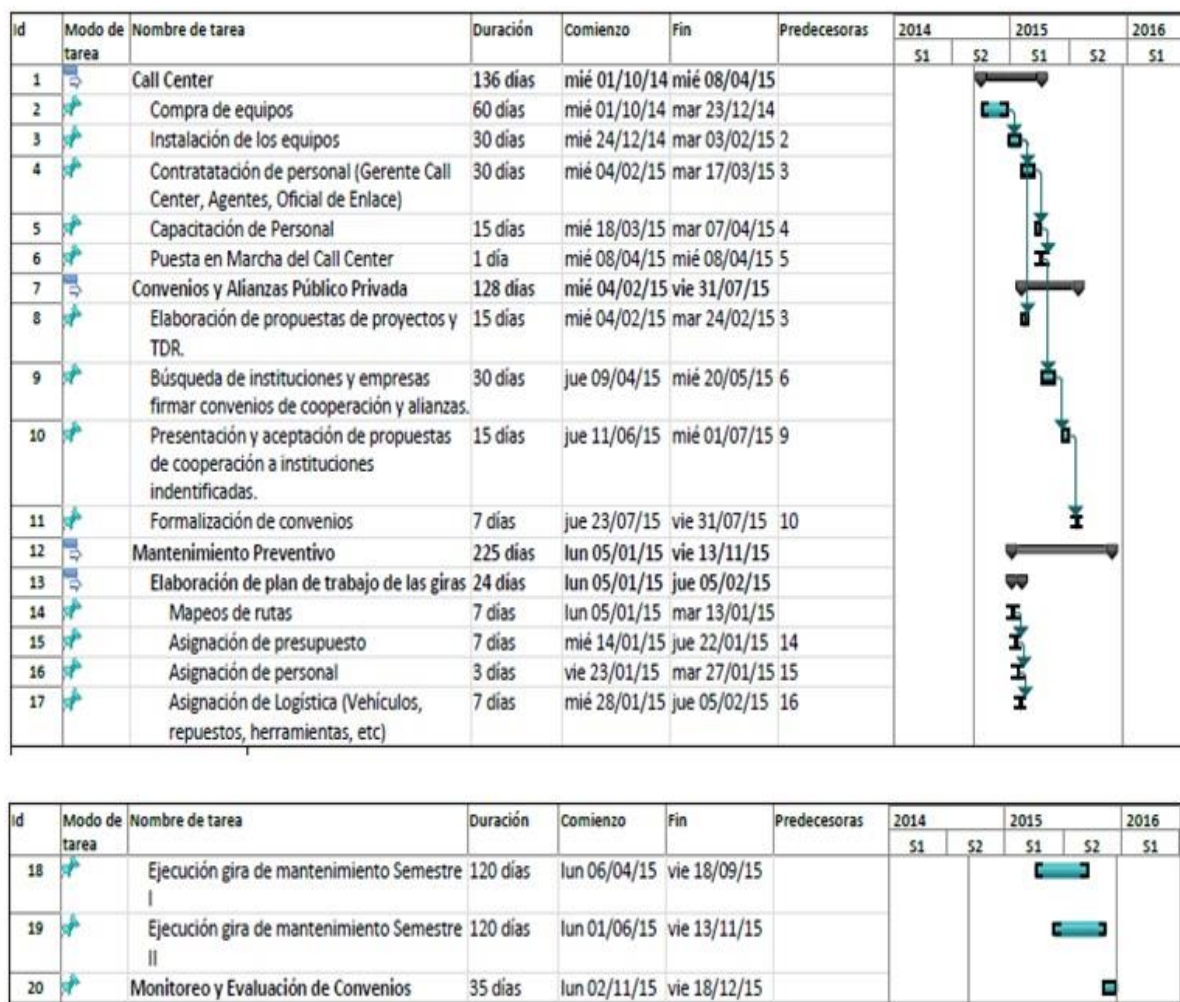 Id Modo de Nombre de tarea Duración Comienzo Fin Predecesoras 2014 2015 2016
tarea S1 S2 S1 S2 S1
1 Call Center 136 días mié 01/10/14 mié 08/04/15
2 Compra de equipos 60 días mié 01/10/14 mar 23/12/14
3 Instalación de los equipos 30 días mié 24/12/14 mar 03/02/15 2
4 Contratatación de personal (Gerente Call 30 días mié 04/02/15 mar 17/03/15 3
Center, Agentes, Oficial de Enlace)
5 Capacitación de Personal 15 días mié 18/03/15 mar 07/04/15 4
6 Puesta en Marcha del Call Center 1 día mié 08/04/15 mié 08/04/15 5
7 Convenios y Alianzas Público Privada 128 días mié 04/02/15 vie 31/07/15
8 Elaboración de propuestas de proyectos y 15 días mié 04/02/15 mar 24/02/15 3
TDR.
9 Búsqueda de instituciones y empresas 30 días jue 09/04/15 mié 20/05/15 6
firmar convenios de cooperación y alianzas.
10 Presentación y aceptación de propuestas 15 días jue 11/06/15 mié 01/07/15 9
de cooperación a instituciones
indentificadas.
11 Formalización de convenios 7 días jue 23/07/15 vie 31/07/15 10
12 Mantenimiento Preventivo 225 días lun 05/01/15 vie 13/11/15
13 Elaboración de plan de trabajo de las giras 24 días lun 05/01/15 jue 05/02/15
14 Mapeos de rutas 7 días lun 05/01/15 mar 13/01/15
15 Asignación de presupuesto 7 días mié 14/01/15 jue 22/01/15 14
16 Asignación de personal 3 días vie 23/01/15 mar 27/01/15 15
17 Asignación de Logística (Vehículos, 7 días mié 28/01/15 jue 05/02/15 16
repuestos, herramientas, etc)
Id Modo de Nombre de tarea Duración Comienzo Fin Predecesoras 2014 2015 2016
tarea S1 S2 S1 S2 S1
18 Ejecución gira de mantenimiento Semestre 120 días lun 06/04/15 vie 18/09/15
I
19 Ejecución gira de mantenimiento Semestre 120 días lun 01/06/15 vie 13/11/15
II
20 Monitoreo y Evaluación de Convenios 35 días lun 02/11/15 vie 18/12/15